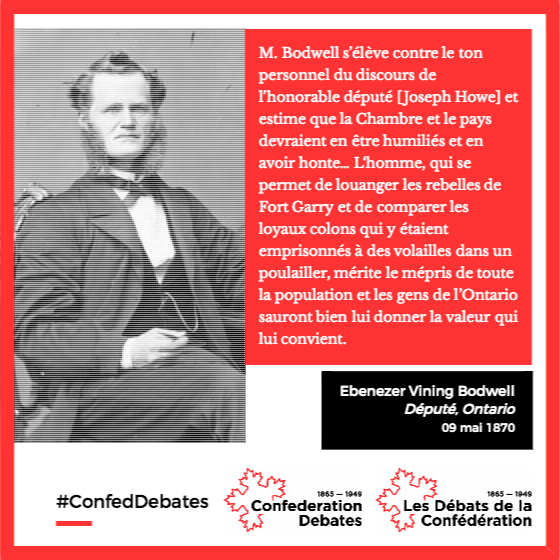 M. Bodwell s’élève contre le ton
personnel du discours de
l’honorable député [Joseph Howe] et
estime que la Chambre et le pays
devraient en être humiliés et en
avoir honte... L’homme, qui se
permet de louanger les rebelles de
Fort Garry et de comparer les
loyaux colons qui y étaient
emprisonnés à des volailles dans un
poulailler, mérite le mépris de toute
la population et les gens de l’Ontario
sauront bien lui donner la valeur qui
lui convient.
Ebenezer Vining Bodwell
Député, Ontario
09 mai 1870
#ConfedDebates
1865 — 1949
Confederation
Debates
1865 — 1949
Les Débats de la
Confédération